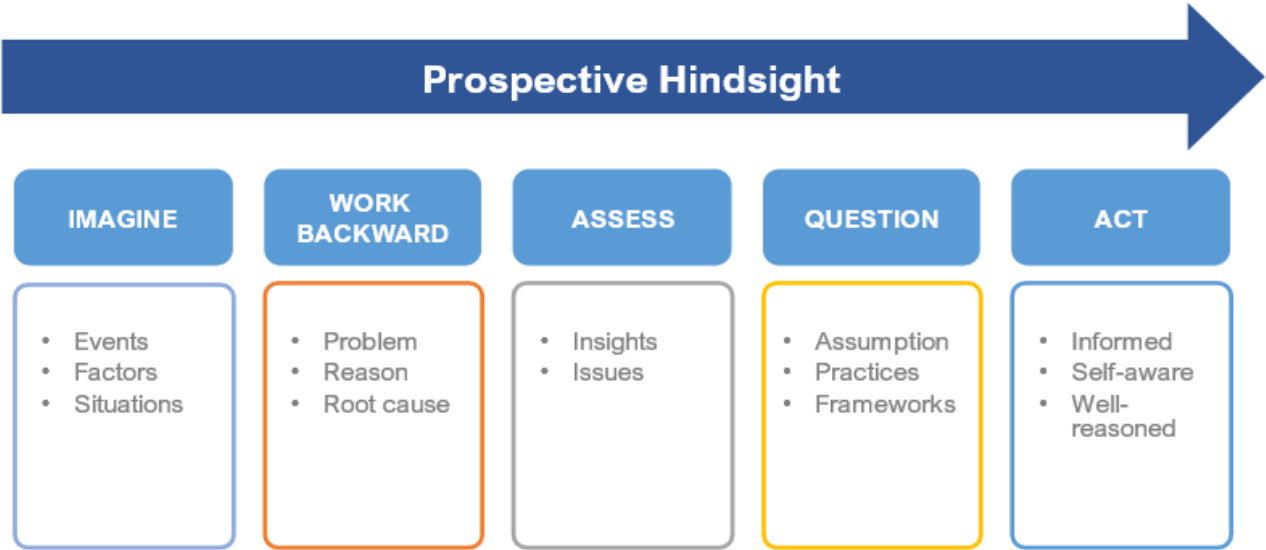 Prospective Hindsight
IMAGINE
WORK
BACKWARD
ASSESS
QUESTION
ACT
• Events
• Factors
• Situations
• Problem
• Reason
• Root cause
• Insights
• Issues
• Assumption
• Practices
• Frameworks
• Informed
• Self-aware
• Well-
reasoned